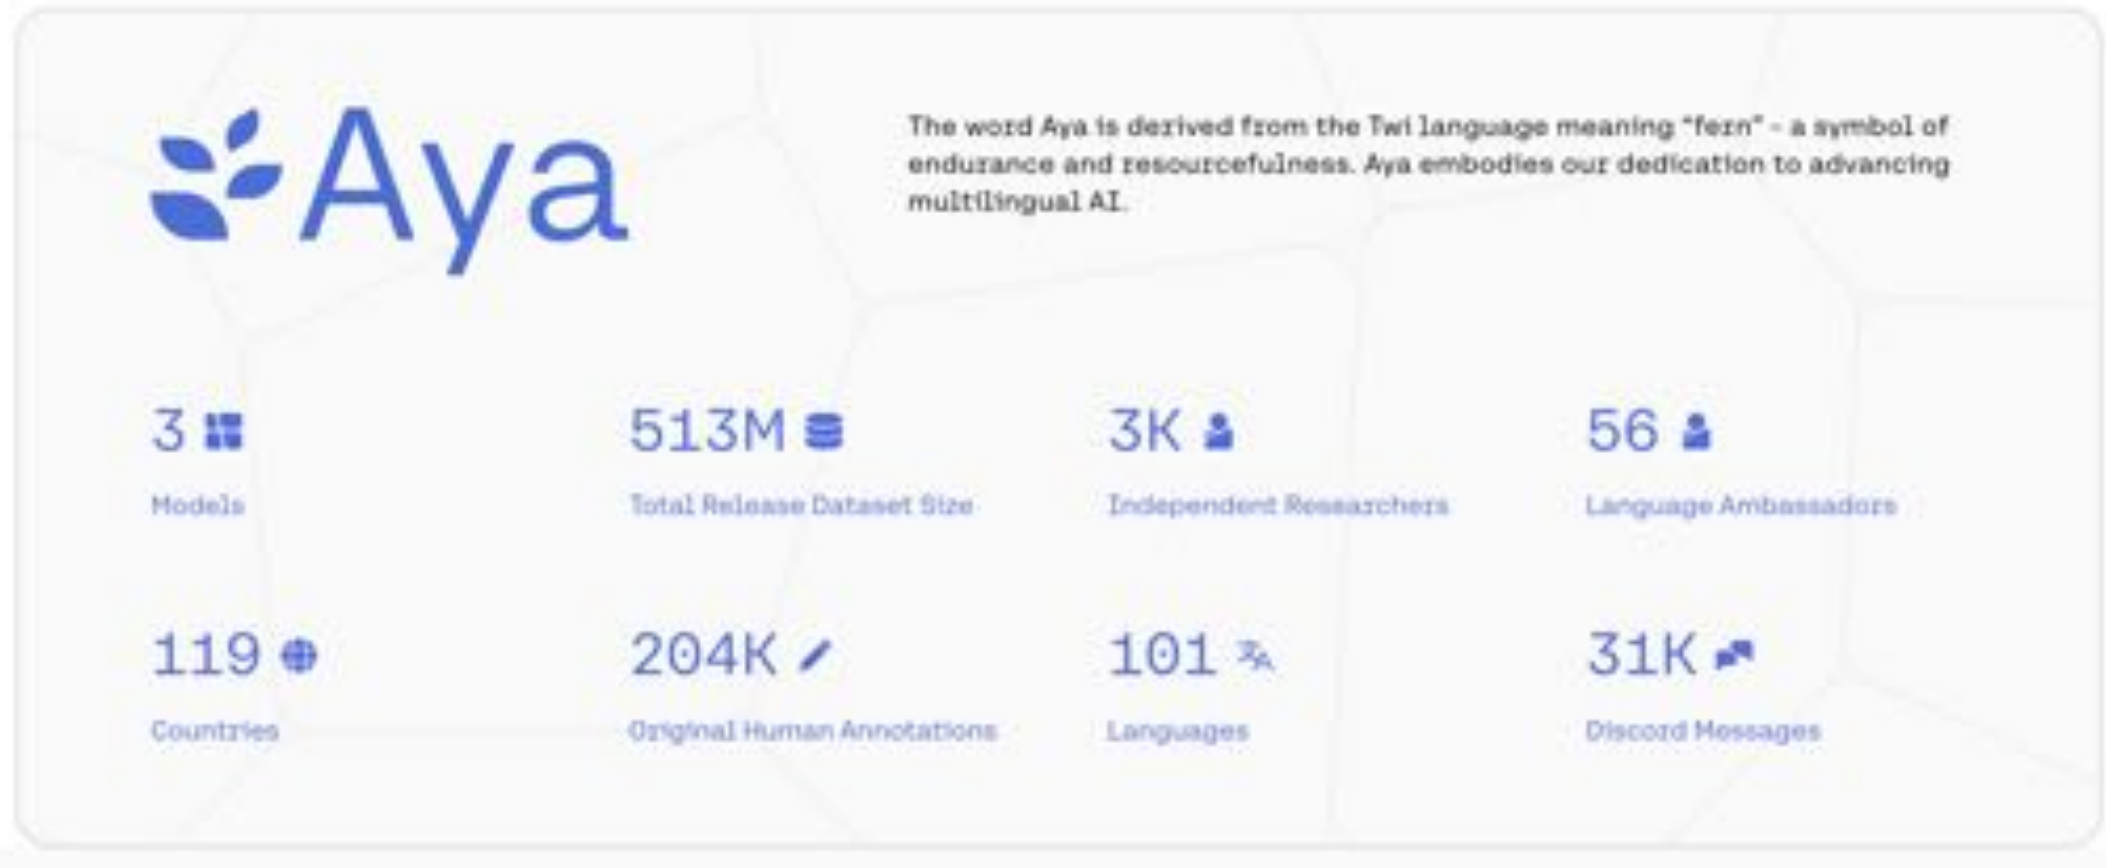 Aya
The word Aya is derived from the Twi language meaning “fern” - a symbol of
endurance and resourcefulness. Aya embodies our dedication to advancing
multilingual AI.
3
513M
3K
56
Models
Total Release Dataset Size
Independent Researchers
Language Ambassadors
119
204K
101
31K
Countries
Original Human Annotations
Languages
Discord Messages